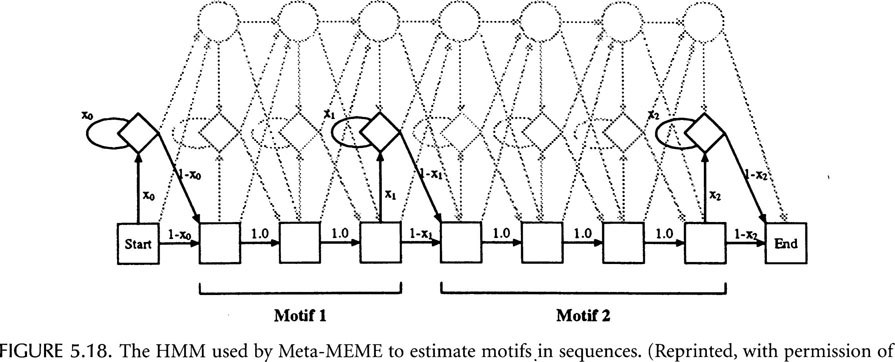 x₀ x₁ x₂
1-x₀ 1-x₁ 1-x₂
x₀ x₁ x₂
Start 1-x₀ 1.0 1.0 1-x₁ 1.0 1.0 1.0 1-x₂ End
Motif 1 Motif 2
FIGURE 5.18. The HMM used by Meta-MEME to estimate motifs in sequences. (Reprinted, with permission of